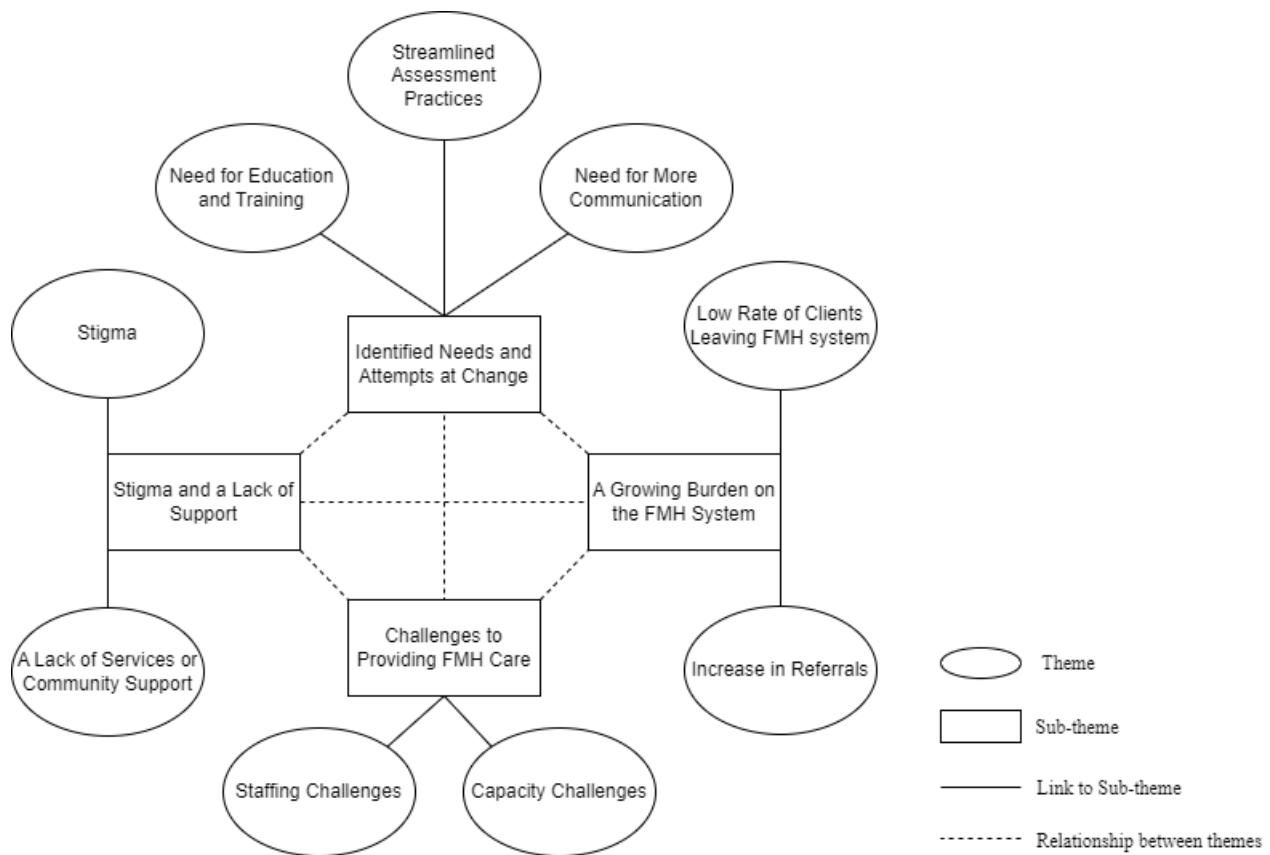 Streamlined
Assessment
Practices
Need for Education
and Training
Need for More
Communication
Stigma
Low Rate of Clients
Leaving FMH system
Identified Needs and
Attempts at Change
Stigma and a Lack of
Support
A Growing Burden on
the FMH System
Challenges to
Providing FMH Care
A Lack of Services or
Community Support
Increase in Referrals
Staffing Challenges
Capacity Challenges
Theme
Sub-theme
Link to Sub-theme
Relationship between themes